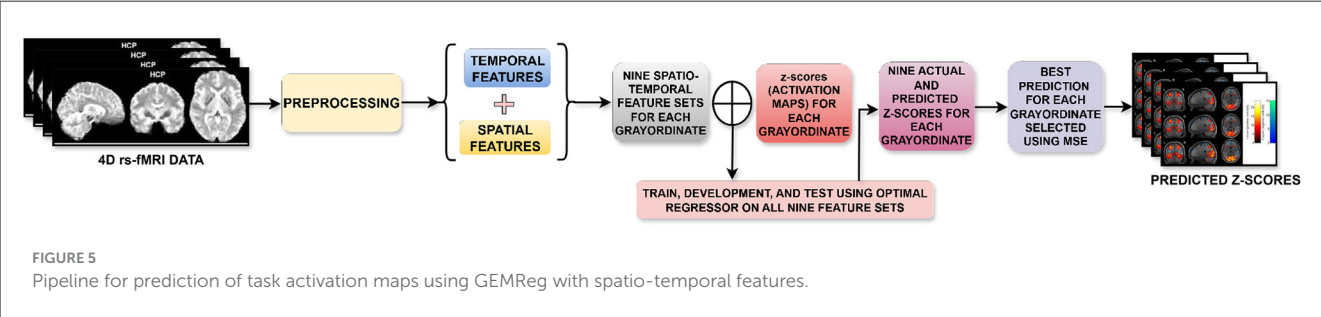 HCP
HCP
HCP
HCP
4D rs-fMRI DATA
PREPROCESSING
TEMPORAL
FEATURES
+
SPATIAL
FEATURES
NINE SPATIO-
TEMPORAL
FEATURE SETS
FOR EACH
GRAYORDINATE
z-scores
(ACTIVATION
MAPS) FOR
EACH
GRAYORDINATE
TRAIN, DEVELOPMENT, AND TEST USING OPTIMAL
REGRESSOR ON ALL NINE FEATURE SETS
NINE ACTUAL
AND
PREDICTED
Z-SCORES FOR
EACH
GRAYORDINATE
BEST
PREDICTION
FOR EACH
GRAYORDINATE
SELECTED
USING MSE
PREDICTED Z-SCORES
FIGURE 5
Pipeline for prediction of task activation maps using GEMReg with spatio-temporal features.